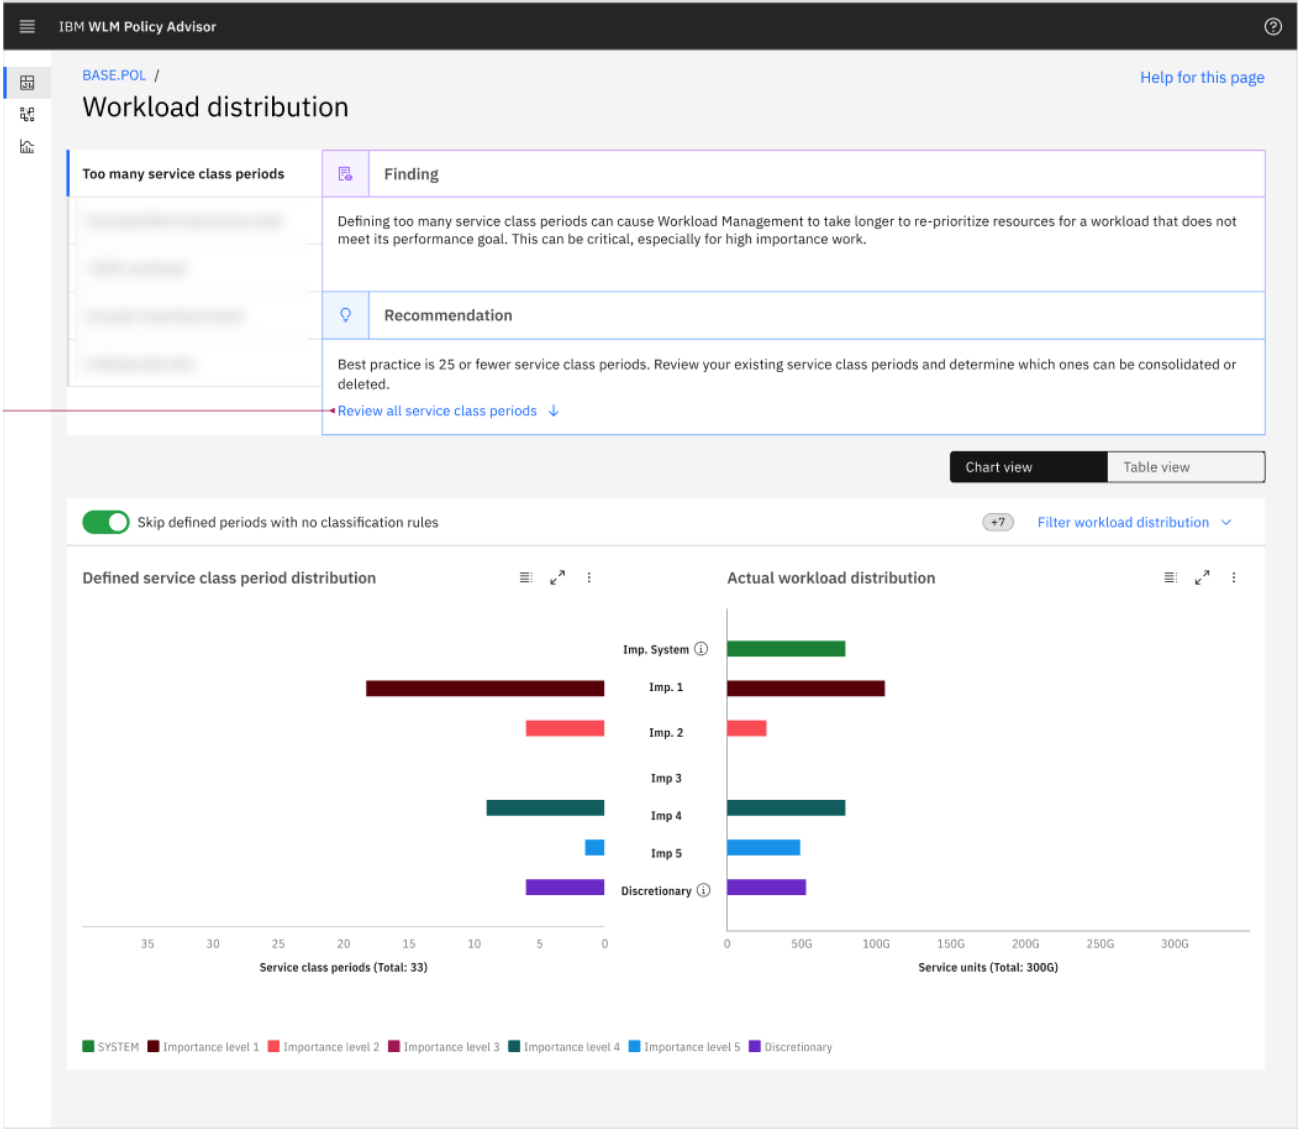 IBM WLM Policy Advisor
BASE.POL /
Help for this page
Workload distribution
Too many service class periods
Finding
Defining too many service class periods can cause Workload Management to take longer to re-prioritize resources for a workload that does not
meet its performance goal. This can be critical, especially for high importance work.
Recommendation
Best practice is 25 or fewer service class periods. Review your existing service class periods and determine which ones can be consolidated or
deleted.
Review all service class periods
Chart view
Table view
Skip defined periods with no classification rules
+7
Filter workload distribution
Defined service class period distribution
Actual workload distribution
Imp. System
Imp. 1
Imp. 2
Imp 3
Imp 4
Imp 5
Discretionary
35 30 25 20 15 10 5 0
Service class periods (Total: 33)
0 50G 100G 150G 200G 250G 300G
Service units (Total: 300G)
SYSTEM Importance level 1 Importance level 2 Importance level 3 Importance level 4 Importance level 5 Discretionary